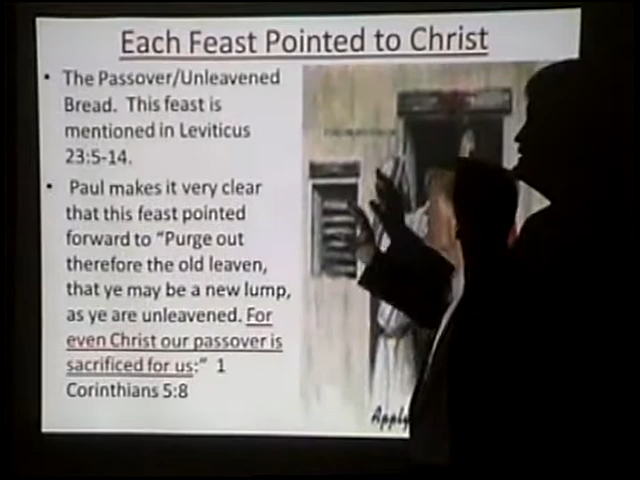 Each Feast Pointed to Christ
• The Passover/Unleavened
Bread. This feast is
mentioned in Leviticus
23:5-14.
• Paul makes it very clear
that this feast pointed
forward to “Purge out
therefore the old leaven,
that ye may be a new lump,
as ye are unleavened. For
even Christ our passover is
sacrificed for us:” 1
Corinthians 5:8
Apply